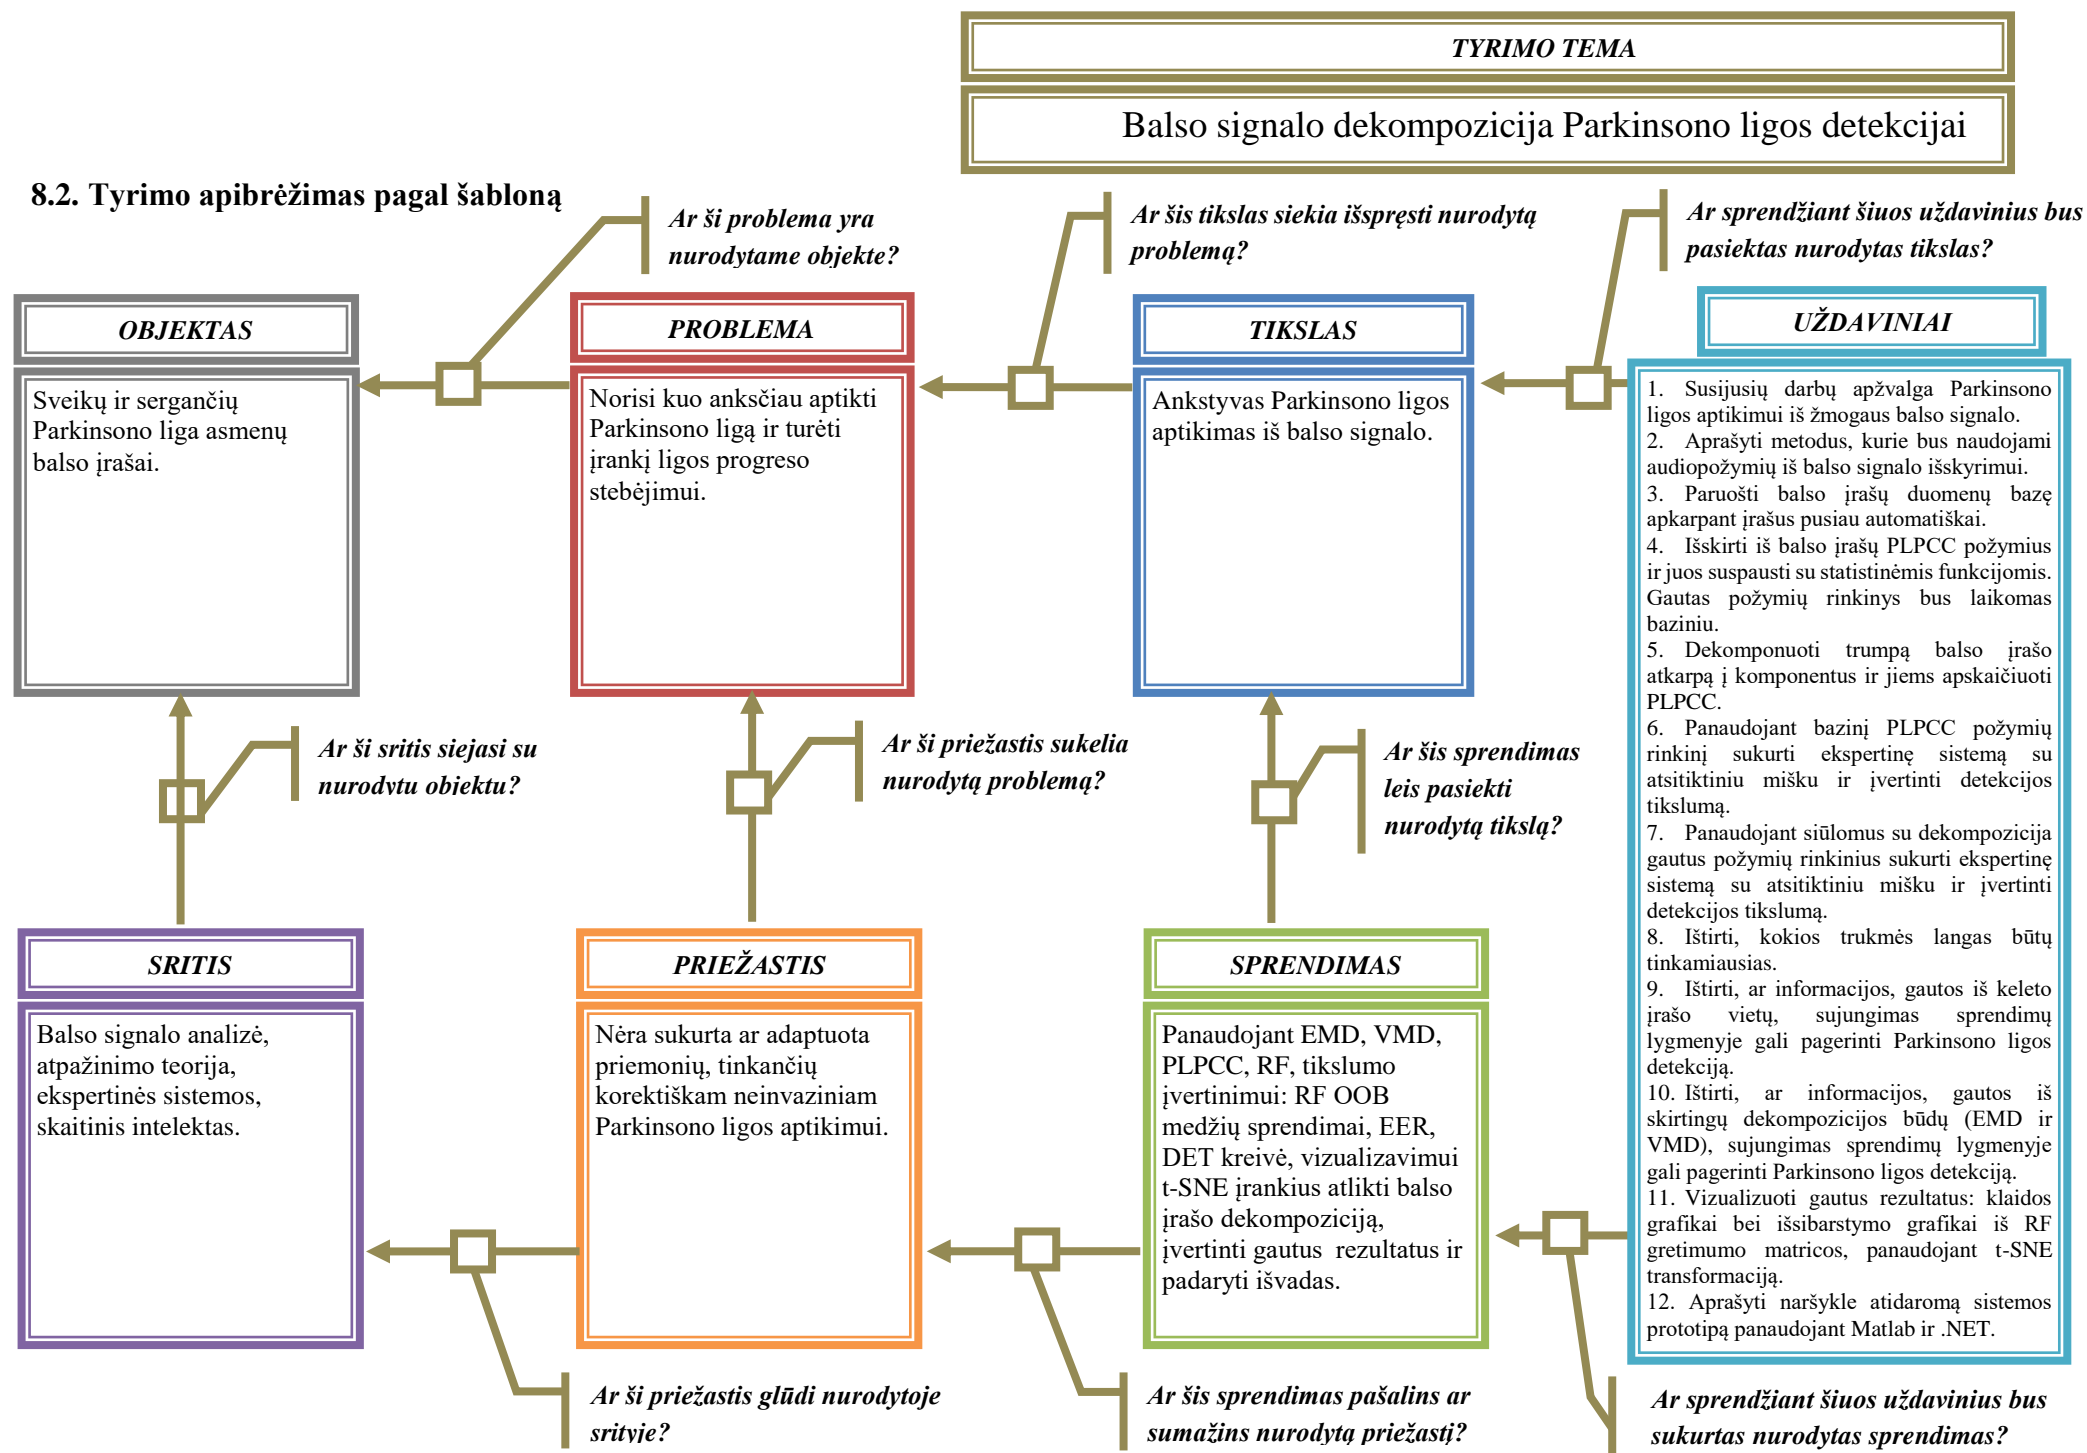 TYRIMO TEMA
Balso signalo dekompozicija Parkinsono ligos detekcijai
8.2. Tyrimo apibrėžimas pagal šabloną
Ar ši problema yra
nurodytame objekte?
Ar šis tikslas siekia išspręsti nurodytą
problemą?
Ar sprendžiant šiuos uždavinius bus
pasiektas nurodytas tikslas?
OBJEKTAS
Sveikų ir sergančių
Parkinsono liga asmenų
balso įrašai.
PROBLEMA
Norisi kuo anksčiau aptikti
Parkinsono ligą ir turėti
įrankį ligos progreso
stebėjimui.
TIKSLAS
Ankstyvas Parkinsono ligos
aptikimas iš balso signalo.
UŽDAVINIAI
1. Susijusių darbų apžvalga Parkinsono
ligos aptikimui iš žmogaus balso signalo.
2. Aprašyti metodus, kurie bus naudojami
audiopožymių iš balso signalo išskyrimui.
3. Paruošti balso įrašų duomenų bazę
apkarpant įrašus pusiau automatiškai.
4. Išskirti iš balso įrašų PLPCC požymius
ir juos suspausti su statistinėmis funkcijomis.
Gautas požymių rinkinys bus laikomas
baziniu.
5. Dekomponuoti trumpą balso įrašo
atkarpą į komponentus ir jiems apskaičiuoti
PLPCC.
6. Panaudojant bazinį PLPCC požymių
rinkinį sukurti ekspertinę sistemą su
atsitiktiniu mišku ir įvertinti detekcijos
tikslumą.
7. Panaudojant siūlomus su dekompozicija
gautus požymių rinkinius sukurti ekspertinę
sistemą su atsitiktiniu mišku ir įvertinti
detekcijos tikslumą.
8. Ištirti, kokios trukmės langas būtų
tinkamiausias.
9. Ištirti, ar informacijos, gautos iš keleto
įrašo vietų, sujungimas sprendimų
lygmenyje gali pagerinti Parkinsono ligos
detekciją.
10. Ištirti, ar informacijos, gautos iš
skirtingų dekompozicijos būdų (EMD ir
VMD), sujungimas sprendimų lygmenyje
gali pagerinti Parkinsono ligos detekciją.
11. Vizualizuoti gautus rezultatus: klaidos
grafikai bei išsibarstymo grafikai iš RF
gretimumo matricos, panaudojant t-SNE
transformaciją.
12. Aprašyti naršykle atidaromą sistemos
prototipą panaudojant Matlab ir .NET.
Ar ši sritis siejasi su
nurodytu objektu?
Ar ši priežastis sukelia
nurodytą problemą?
Ar šis sprendimas
leis pasiekti
nurodytą tikslą?
SRITIS
Balso signalo analizė,
atpažinimo teorija,
ekspertinės sistemos,
skaitinis intelektas.
PRIEŽASTIS
Nėra sukurta ar adaptuota
priemonių, tinkančių
korektiškam neinvaziniam
Parkinsono ligos aptikimui.
SPRENDIMAS
Panaudojant EMD, VMD,
PLPCC, RF, tikslumo
įvertinimui: RF OOB
medžių sprendimai, EER,
DET kreivė, vizualizavimui
t-SNE įrankius atlikti balso
įrašo dekompoziciją,
įvertinti gautus rezultatus ir
padaryti išvadas.
Ar ši priežastis glūdi nurodytoje
srityje?
Ar šis sprendimas pašalins ar
sumažins nurodytą priežastį?
Ar sprendžiant šiuos uždavinius bus
sukurtas nurodytas sprendimas?